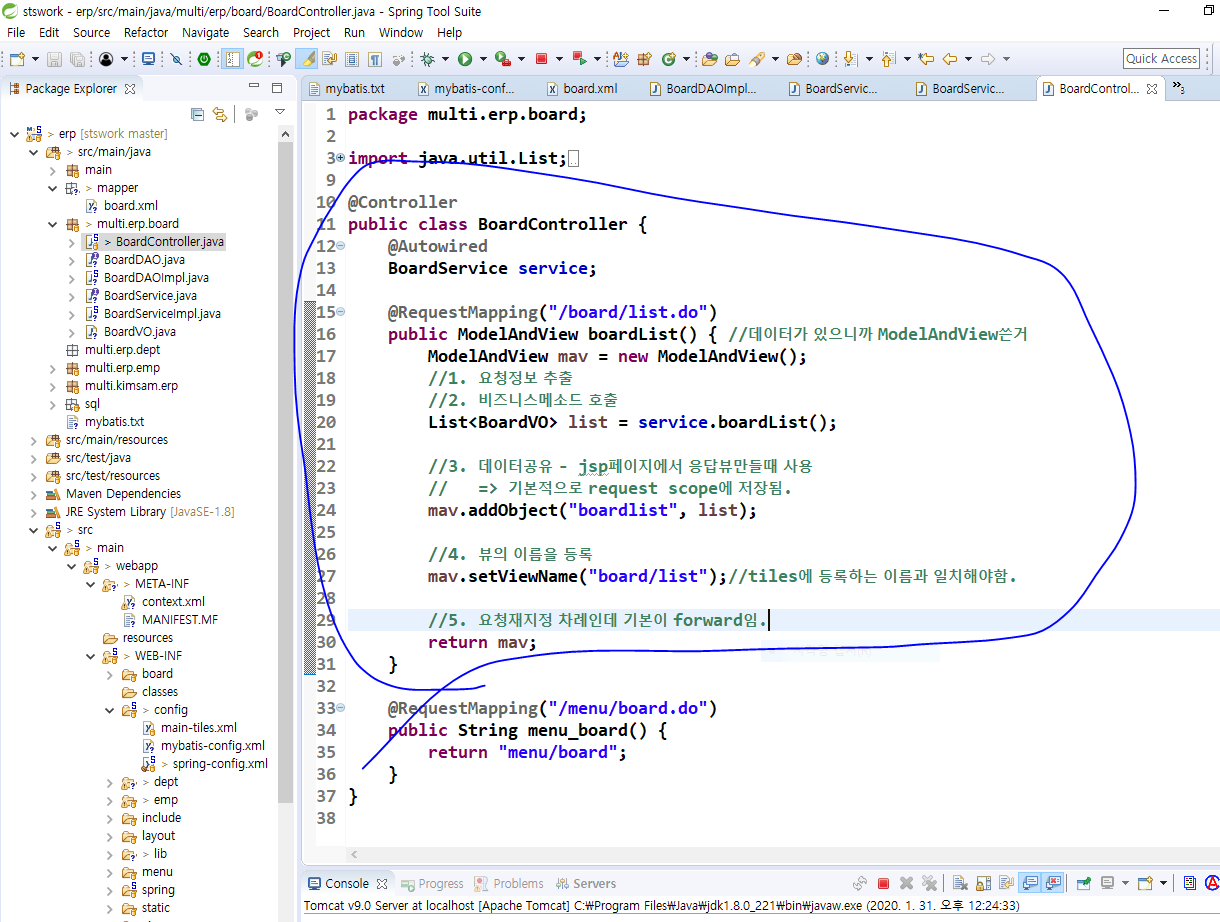 stswork - erp/src/main/java/multi/erp/board/BoardController.java - Spring Tool Suite
File Edit Source Refactor Navigate Search Project Run Window Help
Quick Access
Package Explorer
mybatis.txt mybatis-conf... board.xml BoardDAOImpl... BoardServic... BoardServic... BoardControl... »3
> erp [stswork master]
> src/main/java
main
> mapper
board.xml
> multi.erp.board
> BoardController.java
BoardDAO.java
BoardDAOImpl.java
BoardService.java
BoardServiceImpl.java
BoardVO.java
multi.erp.dept
multi.erp.emp
multi.kimsam.erp
sql
mybatis.txt
src/main/resources
src/test/java
src/test/resources
Maven Dependencies
JRE System Library [JavaSE-1.8]
> src
> main
> webapp
> META-INF
context.xml
MANIFEST.MF
resources
> WEB-INF
board
classes
> config
main-tiles.xml
mybatis-config.xml
> spring-config.xml
> dept
> emp
include
layout
> lib
menu
spring
static
1 package multi.erp.board;
2
3 import java.util.List;
9
10 @Controller
11 public class BoardController {
12 @Autowired
13 BoardService service;
14
15 @RequestMapping("/board/list.do")
16 public ModelAndView boardList() { //데이터가 있으니까 ModelAndView쓴거
17 ModelAndView mav = new ModelAndView();
18 //1. 요청정보 추출
19 //2. 비즈니스메소드 호출
20 List<BoardVO> list = service.boardList();
21
22 //3. 데이터공유 - jsp페이지에서 응답뷰만들때 사용
23 // => 기본적으로 request scope에 저장됨.
24 mav.addObject("boardlist", list);
25
26 //4. 뷰의 이름을 등록
27 mav.setViewName("board/list");//tiles에 등록하는 이름과 일치해야함.
28
29 //5. 요청재지정 차례인데 기본이 forward임.
30 return mav;
31 }
32
33 @RequestMapping("/menu/board.do")
34 public String menu_board() {
35 return "menu/board";
36 }
37 }
38
Console Progress Problems Servers
Tomcat v9.0 Server at localhost [Apache Tomcat] C:₩Program Files₩Java₩jdk1.8.0_221₩bin₩javaw.exe (2020. 1. 31. 오후 12:24:33)